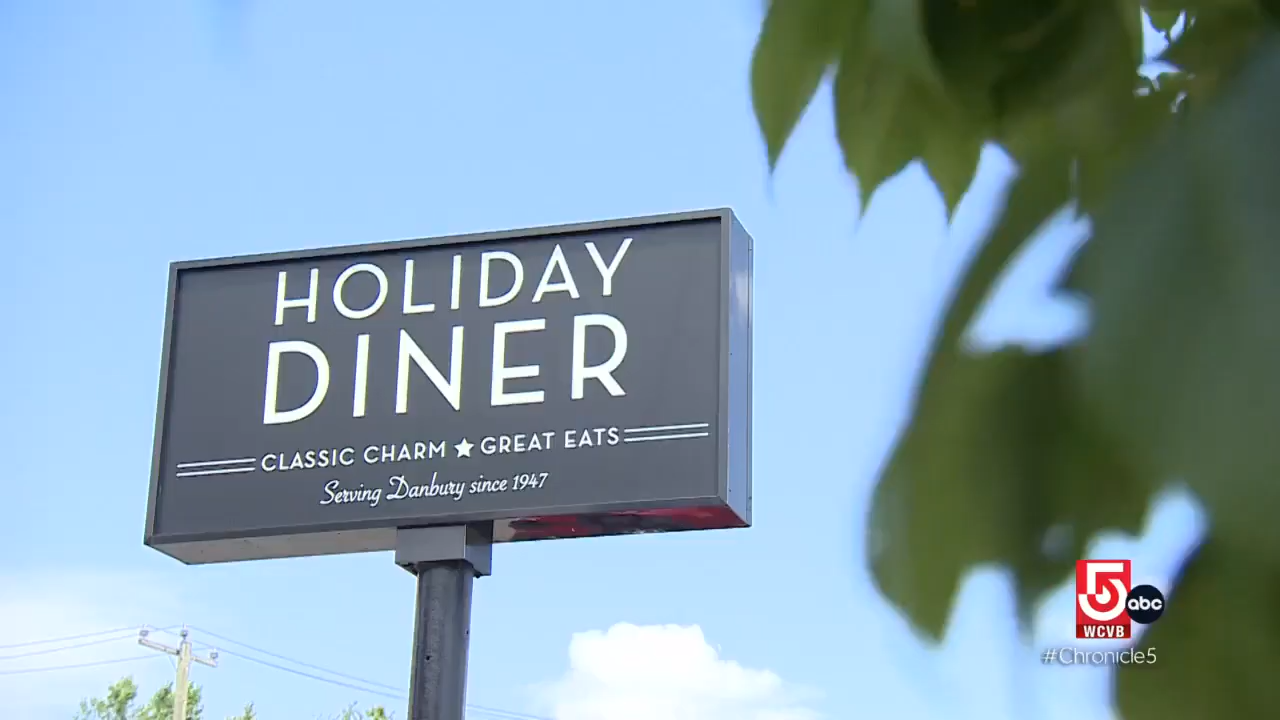 HOLIDAY
DINER
CLASSIC CHARM ★ GREAT EATS
Serving Danbury since 1947
5
abc
WCVB
#Chronicle5